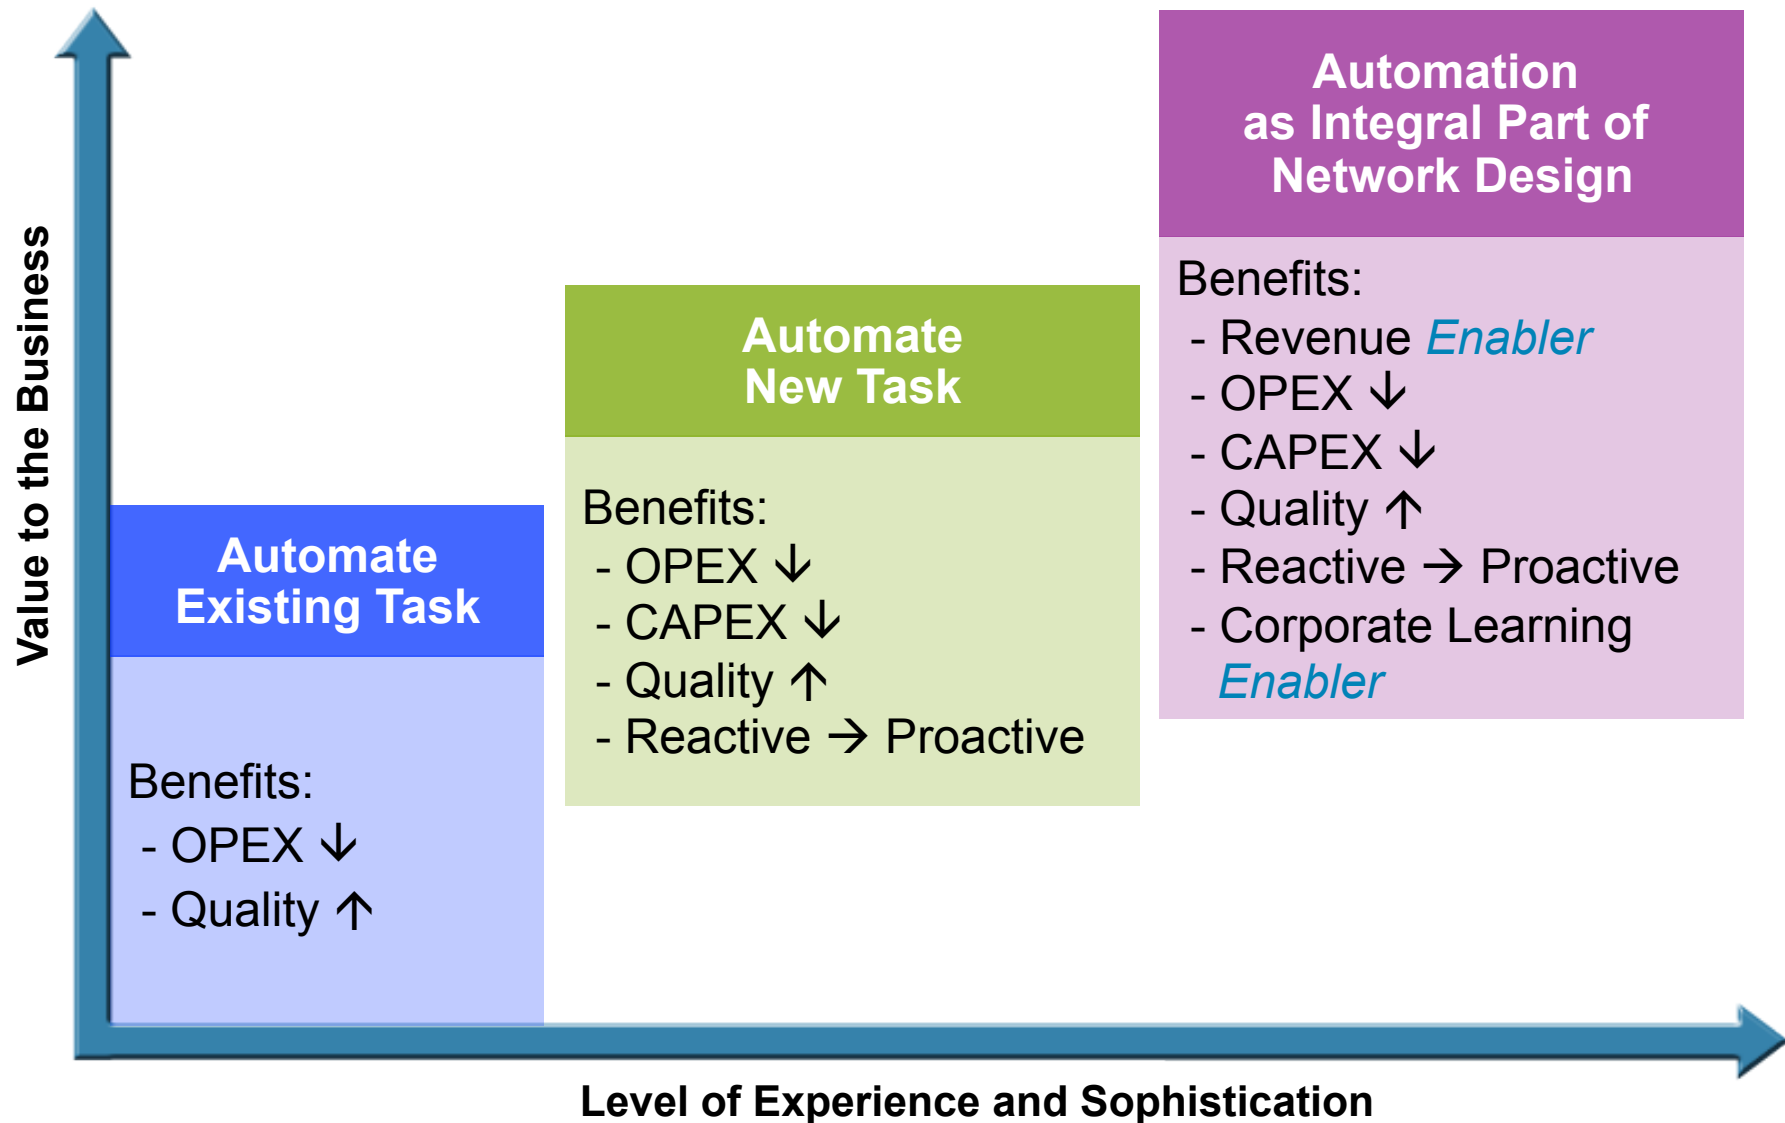 Value to the Business
Automate
Existing Task
Benefits:
- OPEX ↓
- Quality ↑
Automate
New Task
Benefits:
- OPEX ↓
- CAPEX ↓
- Quality ↑
- Reactive → Proactive
Automation
as Integral Part of
Network Design
Benefits:
- Revenue Enabler
- OPEX ↓
- CAPEX ↓
- Quality ↑
- Reactive → Proactive
- Corporate Learning
Enabler
Level of Experience and Sophistication